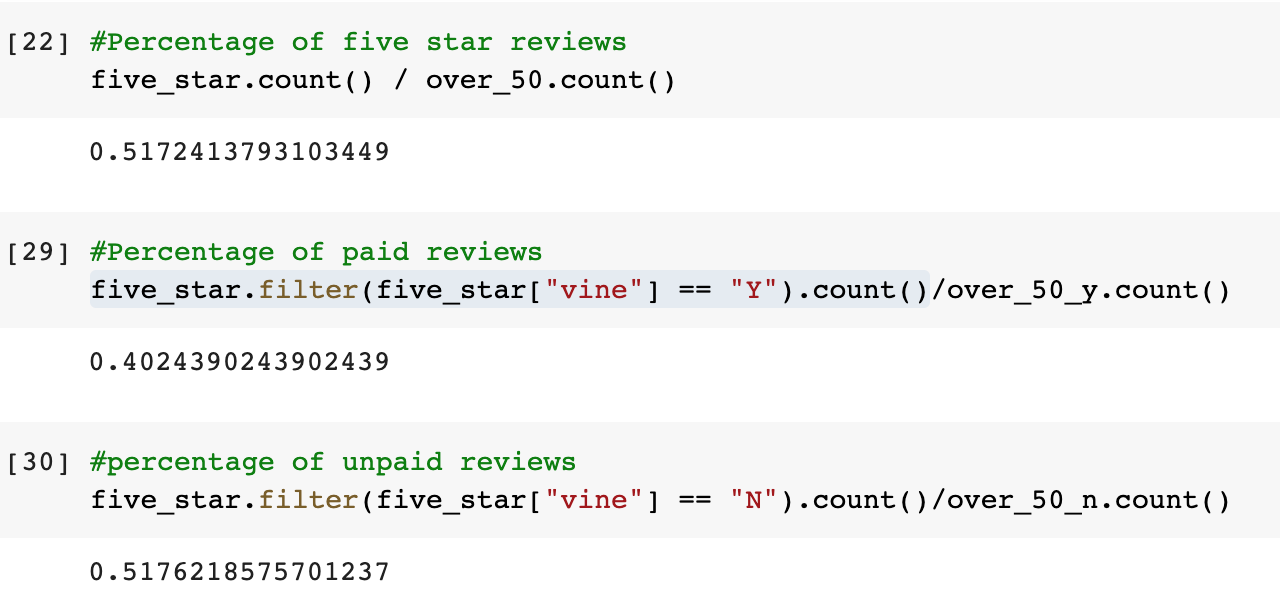 [22] #Percentage of five star reviews
five_star.count() / over_50.count()
0.5172413793103449
[29] #Percentage of paid reviews
five_star.filter(five_star["vine"] == "Y").count()/over_50_y.count()
0.4024390243902439
[30] #percentage of unpaid reviews
five_star.filter(five_star["vine"] == "N").count()/over_50_n.count()
0.5176218575701237